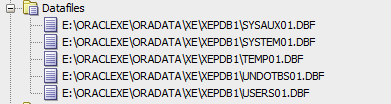 Datafiles
E:\ORACLEXE\ORADATA\XE\XEPDB1\SYSAUX01.DBF
E:\ORACLEXE\ORADATA\XE\XEPDB1\SYSTEM01.DBF
E:\ORACLEXE\ORADATA\XE\XEPDB1\TEMP01.DBF
E:\ORACLEXE\ORADATA\XE\XEPDB1\UNDOTBS01.DBF
E:\ORACLEXE\ORADATA\XE\XEPDB1\USERS01.DBF